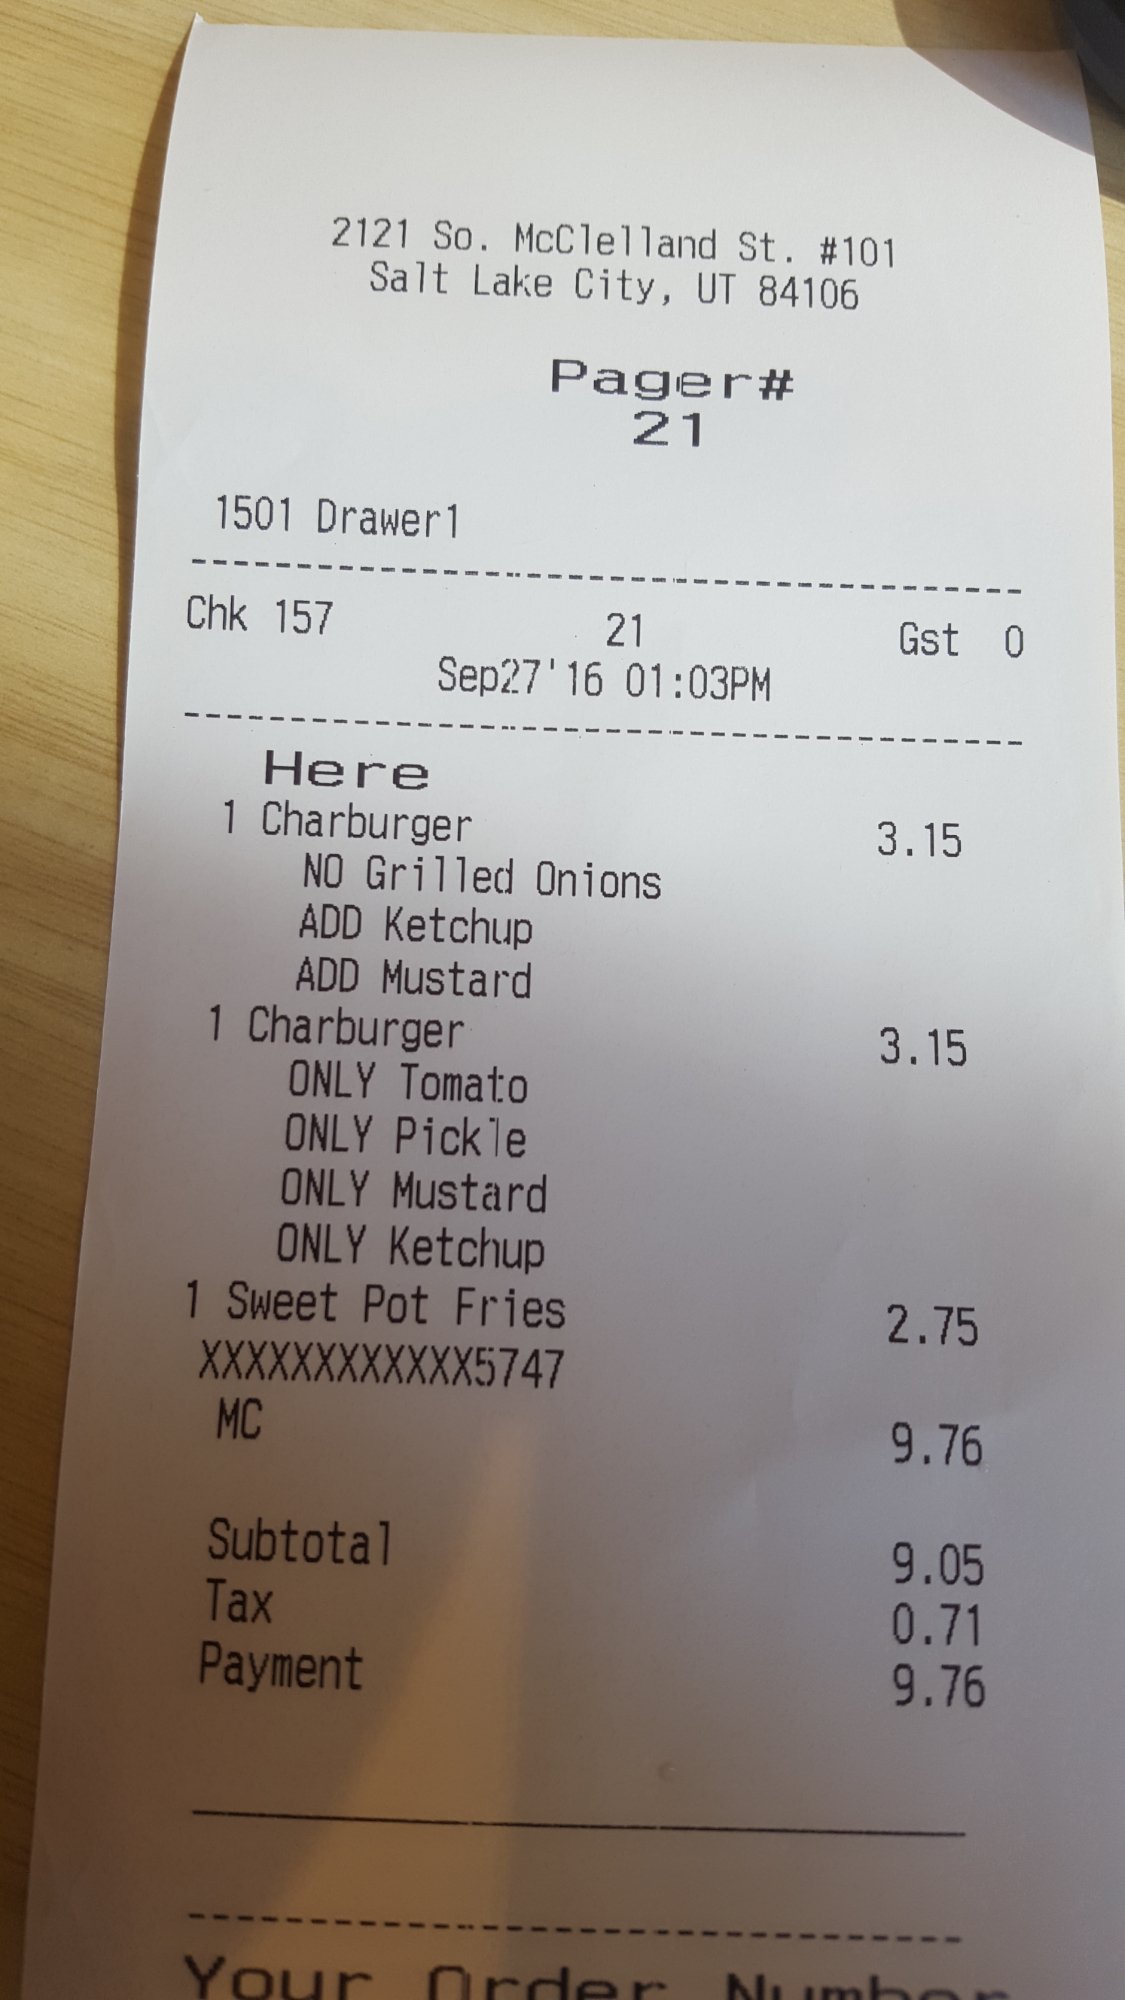 2121 So. McClelland St. #101
Salt Lake City, UT 84106
Pager#
21
1501 Drawer1
Chk 157 21 Gst 0
Sep27'16 01:03PM
Here
1 Charburger 3.15
NO Grilled Onions
ADD Ketchup
ADD Mustard
1 Charburger 3.15
ONLY Tomato
ONLY Pickle
ONLY Mustard
ONLY Ketchup
1 Sweet Pot Fries 2.75
XXXXXXXXXXXX5747
MC 9.76
Subtotal 9.05
Tax 0.71
Payment 9.76
Your Order Number